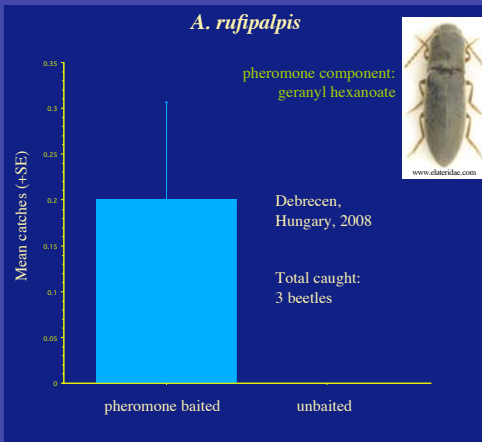 A. rufipalpis
pheromone component:
geranyl hexanoate
www.elateridae.com
Mean catches (+SE)
0.35
0.3
0.25
0.2
0.15
0.1
0.05
0
Debrecen,
Hungary, 2008
Total caught:
3 beetles
pheromone baited
unbaited